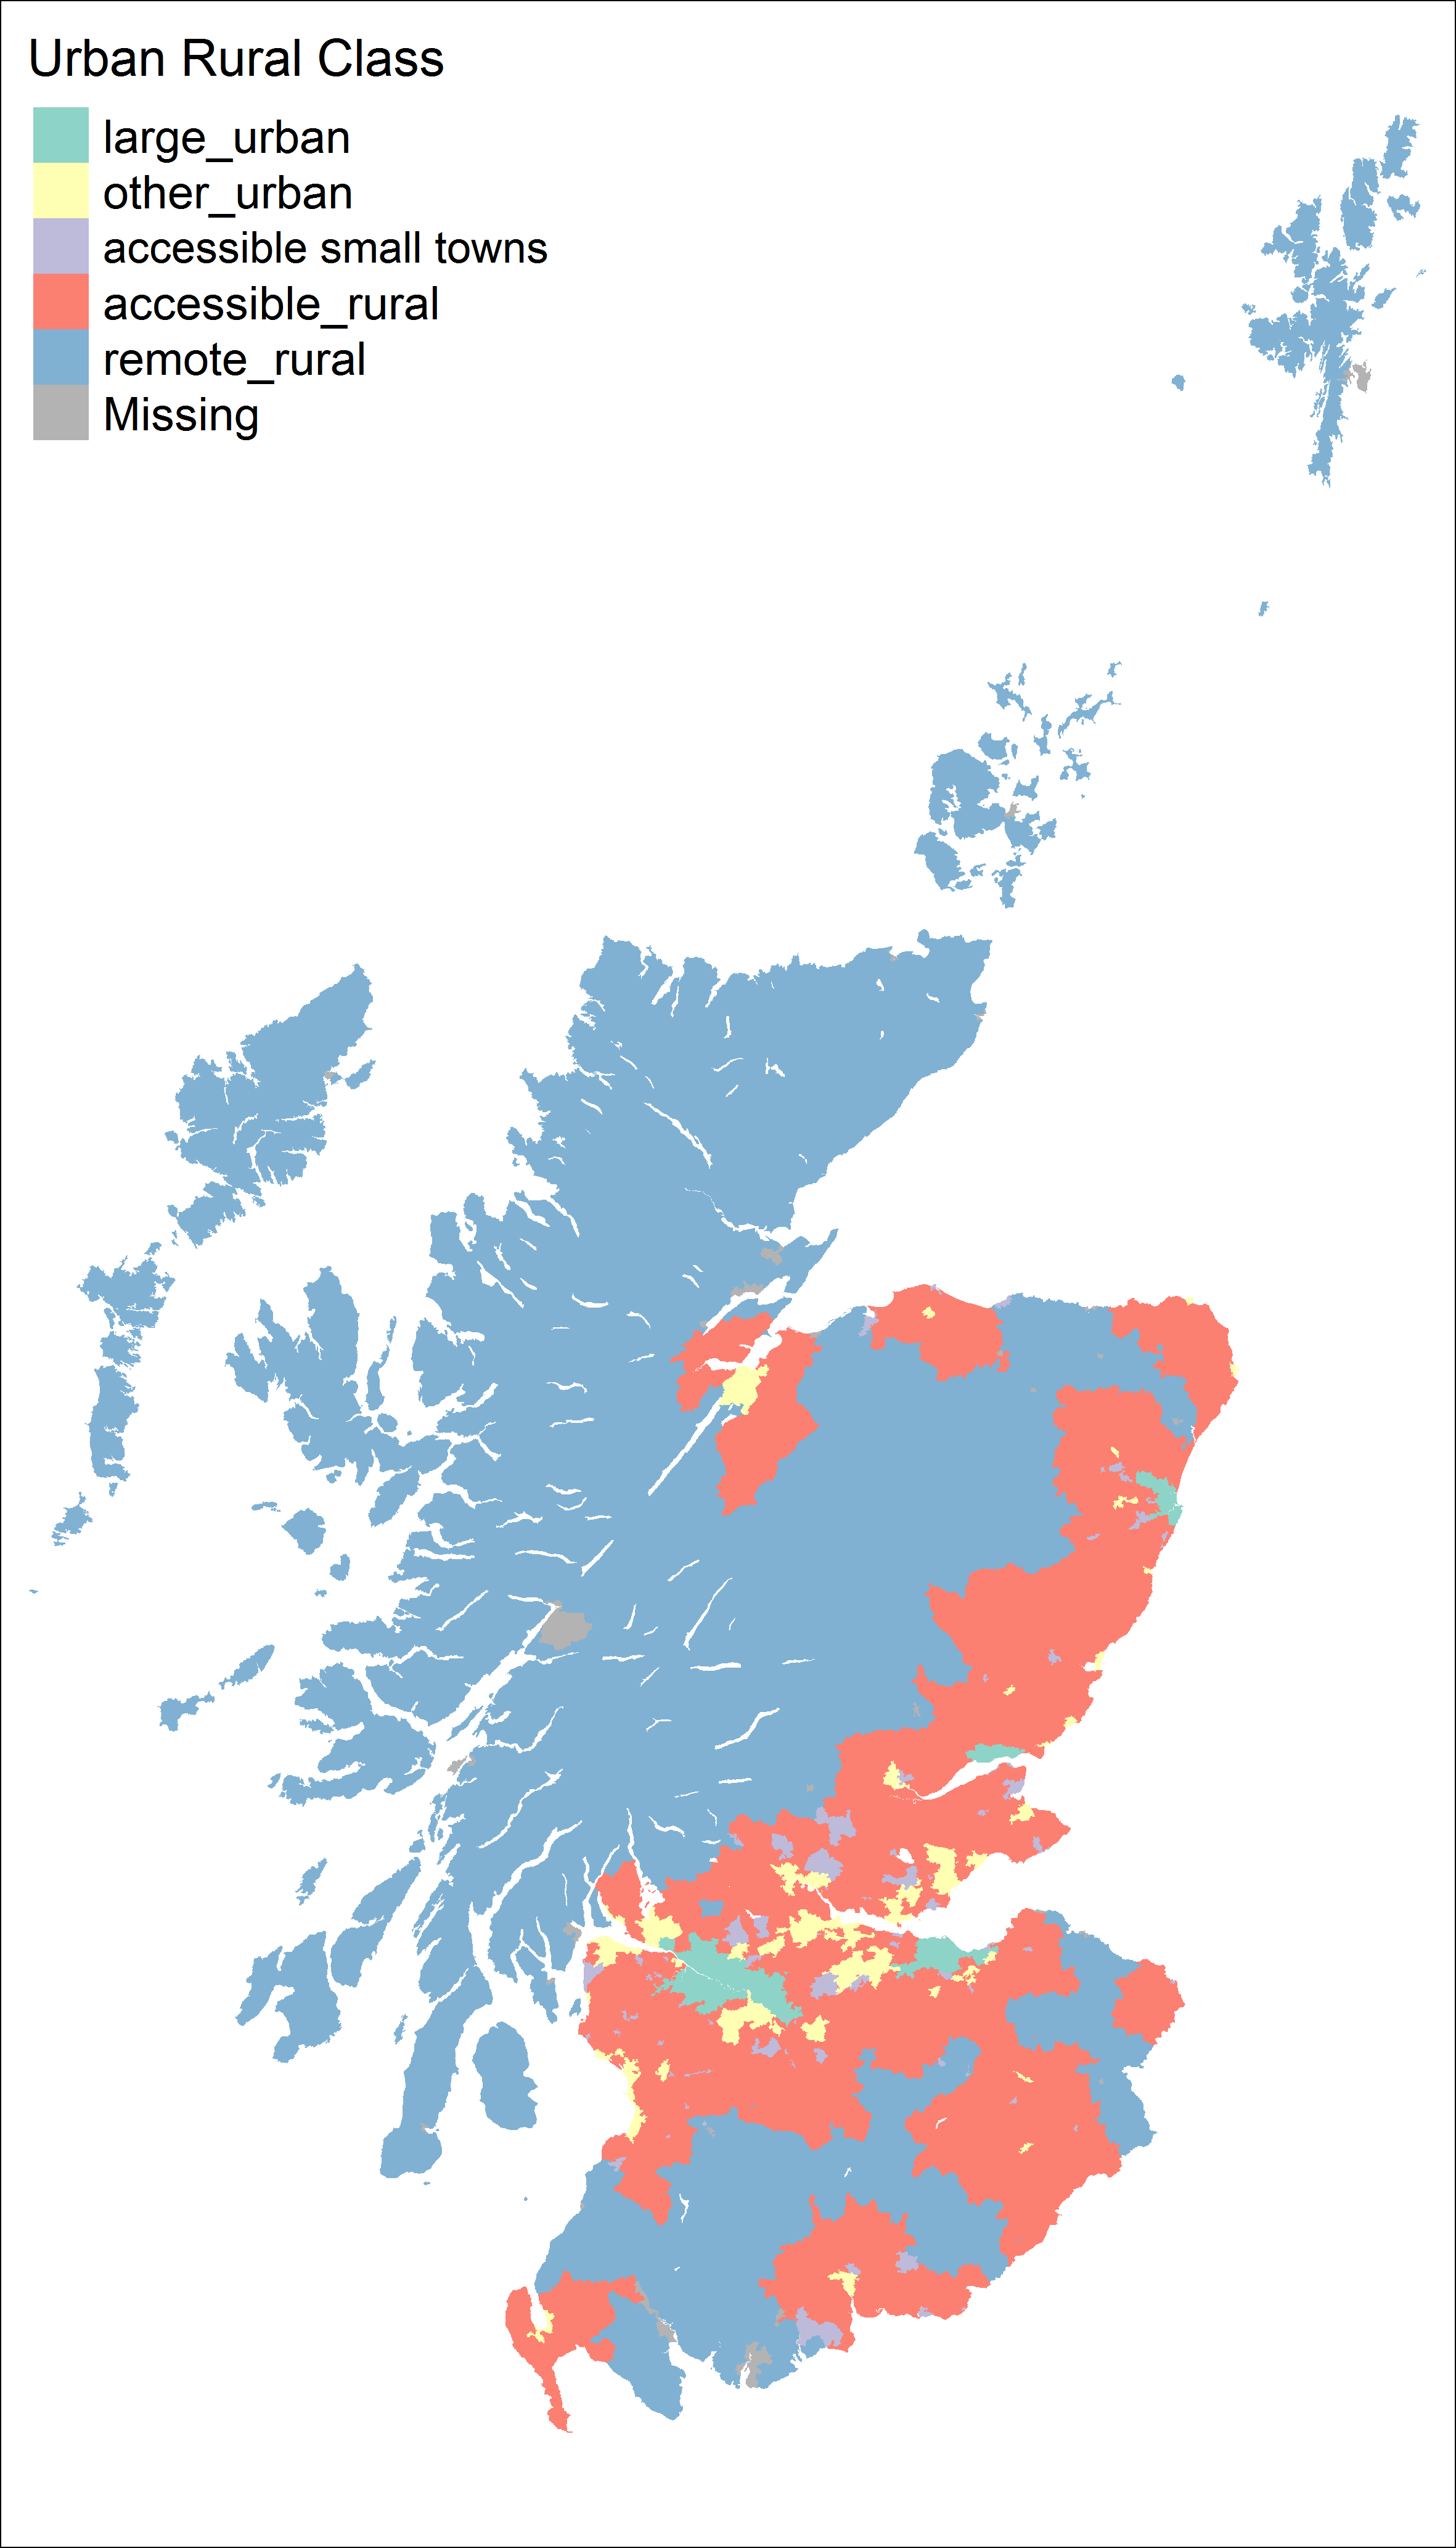 Urban Rural Class
large_urban
other_urban
accessible small towns
accessible_rural
remote_rural
Missing